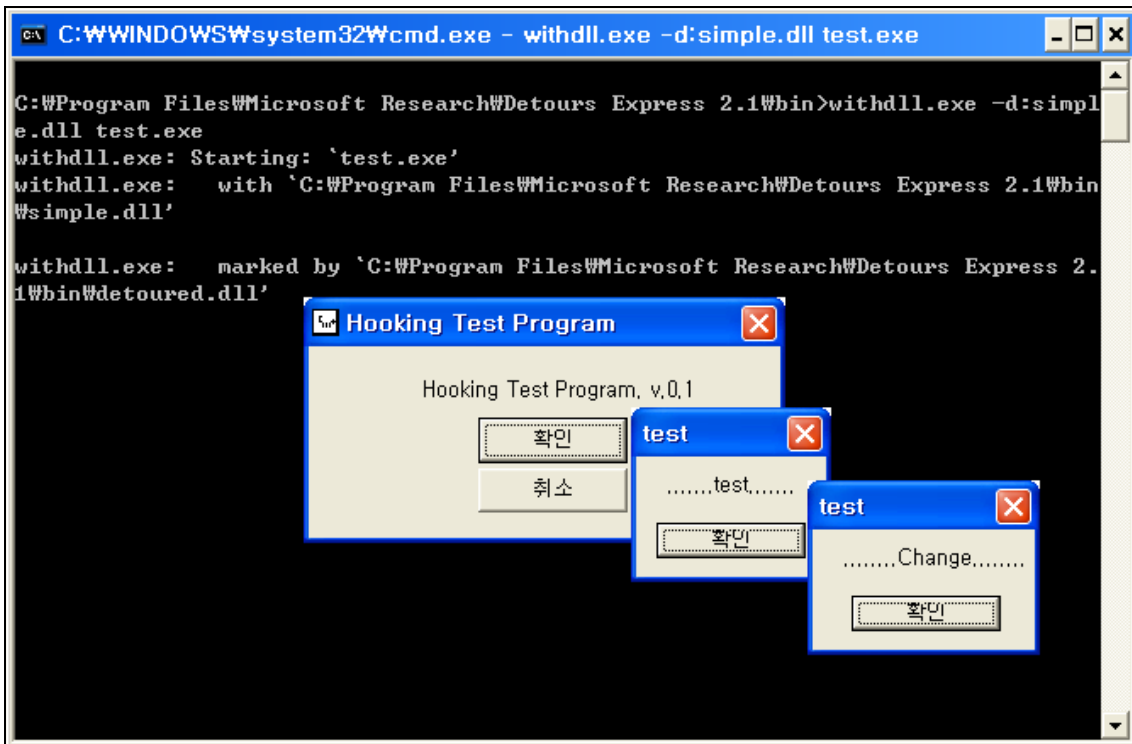 C:₩WINDOWS₩system32₩cmd.exe - withdll.exe -d:simple.dll test.exe
C:₩Program Files₩Microsoft Research₩Detours Express 2.1₩bin>withdll.exe -d:simpl
e.dll test.exe
withdll.exe: Starting: `test.exe'
withdll.exe:   with `C:₩Program Files₩Microsoft Research₩Detours Express 2.1₩bin
₩simple.dll'
withdll.exe:   marked by `C:₩Program Files₩Microsoft Research₩Detours Express 2.
1₩bin₩detoured.dll'
Hooking Test Program
Hooking Test Program, v,0,1
확인
취소
test
.......test.......
확인
test
........Change........
확인